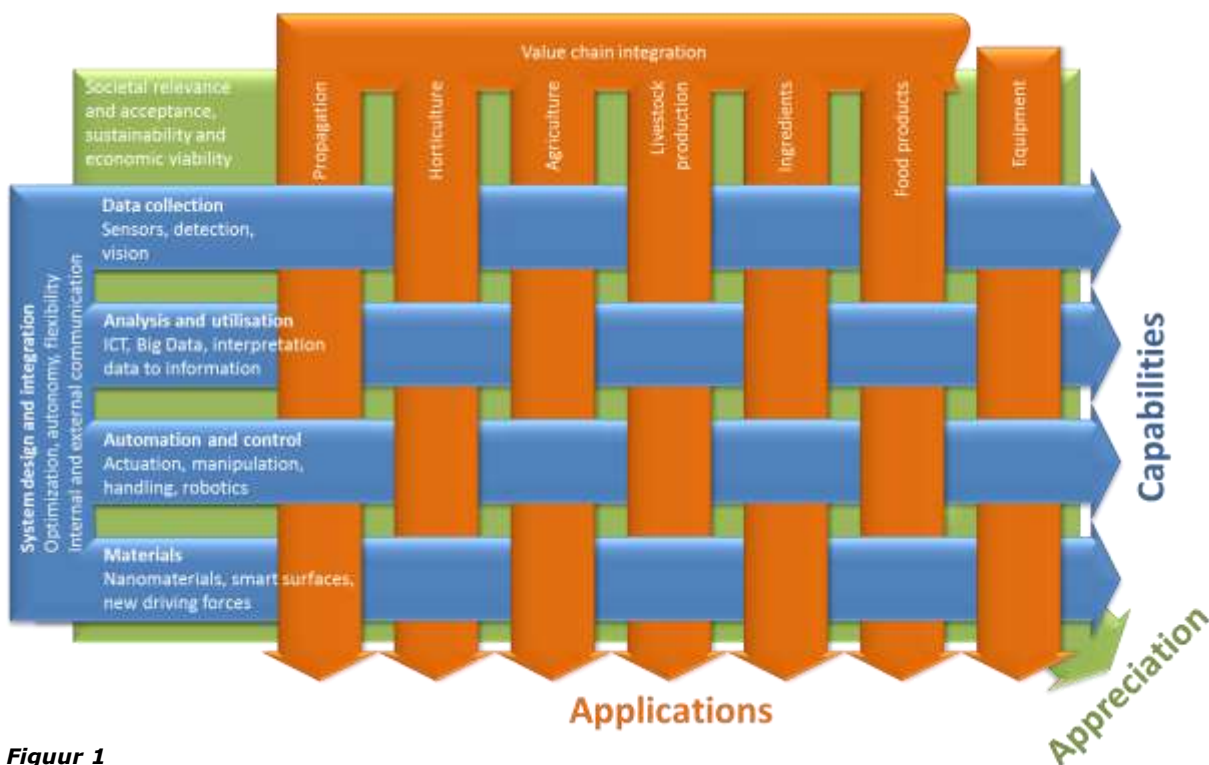 Value chain integration
Societal relevance
and acceptance,
sustainability and
economic viability
Propagation
Horticulture
Agriculture
Livestock
production
Ingredients
Food products
Equipment
System design and integration
Optimization, autonomy, flexibility
Internal and external communication
Data collection
Sensors, detection,
vision
Analysis and utilisation
ICT, Big Data, interpretation
data to information
Automation and control
Actuation, manipulation,
handling, robotics
Materials
Nanomaterials, smart surfaces,
new driving forces
Capabilities
Applications
Appreciation
Figuur 1